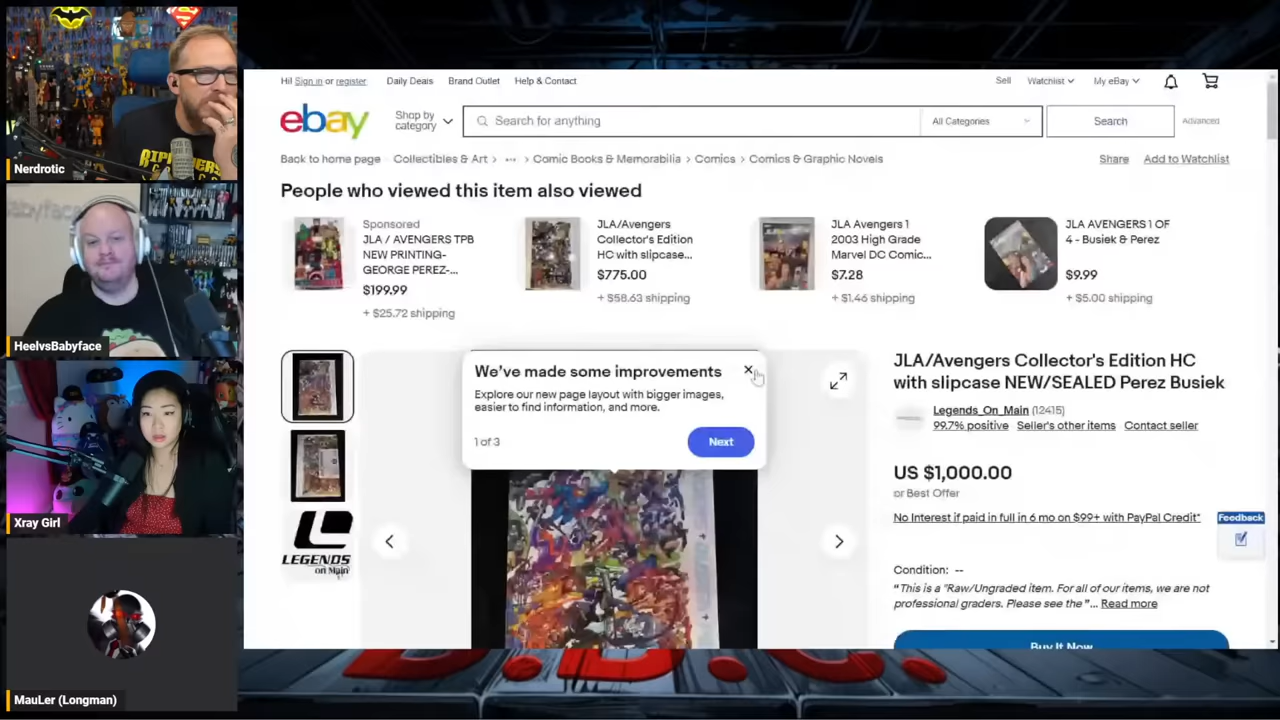 Nerdrotic
HeelvsBabyface
Xray Girl
MauLer (Longman)
Hi! Sign in or register
Daily Deals
Brand Outlet
Help & Contact
Sell
Watchlist
My eBay
ebay
Shop by
category
Search for anything
All Categories
Search
Advanced
Back to home page
Collectibles & Art > ... > Comic Books & Memorabilia > Comics > Comics & Graphic Novels
Share
Add to Watchlist
People who viewed this item also viewed
Sponsored
JLA / AVENGERS TPB
NEW PRINTING-
GEORGE PEREZ-...
$199.99
+ $25.72 shipping
JLA/Avengers
Collector's Edition
HC with slipcase...
$775.00
+ $58.63 shipping
JLA Avengers 1
2003 High Grade
Marvel DC Comic...
$7.28
+ $1.46 shipping
JLA AVENGERS 1 OF
4 - Busiek & Perez
$9.99
+ $5.00 shipping
We've made some improvements
Explore our new page layout with bigger images,
easier to find information, and more.
1 of 3
Next
LEGENDS
on Main
JLA/Avengers Collector's Edition HC
with slipcase NEW/SEALED Perez Busiek
Legends_On_Main (12415)
99.7% positive
Seller's other items
Contact seller
US $1,000.00
or Best Offer
No Interest if paid in full in 6 mo on $99+ with PayPal Credit*
Feedback
Condition: --
“This is a "Raw/Ungraded item. For all of our items, we are not
professional graders. Please see the ”... Read more
Buy It Now